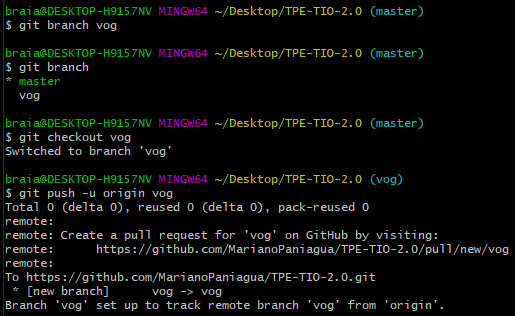 braia@DESKTOP-H9157NV MINGW64 ~/Desktop/TPE-TIO-2.0 (master)
$ git branch vog
braia@DESKTOP-H9157NV MINGW64 ~/Desktop/TPE-TIO-2.0 (master)
$ git branch
* master
  vog
braia@DESKTOP-H9157NV MINGW64 ~/Desktop/TPE-TIO-2.0 (master)
$ git checkout vog
Switched to branch 'vog'
braia@DESKTOP-H9157NV MINGW64 ~/Desktop/TPE-TIO-2.0 (vog)
$ git push -u origin vog
Total 0 (delta 0), reused 0 (delta 0), pack-reused 0
remote:
remote: Create a pull request for 'vog' on GitHub by visiting:
remote:      https://github.com/MarianoPaniagua/TPE-TIO-2.0/pull/new/vog
remote:
To https://github.com/MarianoPaniagua/TPE-TIO-2.0.git
 * [new branch]      vog -> vog
Branch 'vog' set up to track remote branch 'vog' from 'origin'.